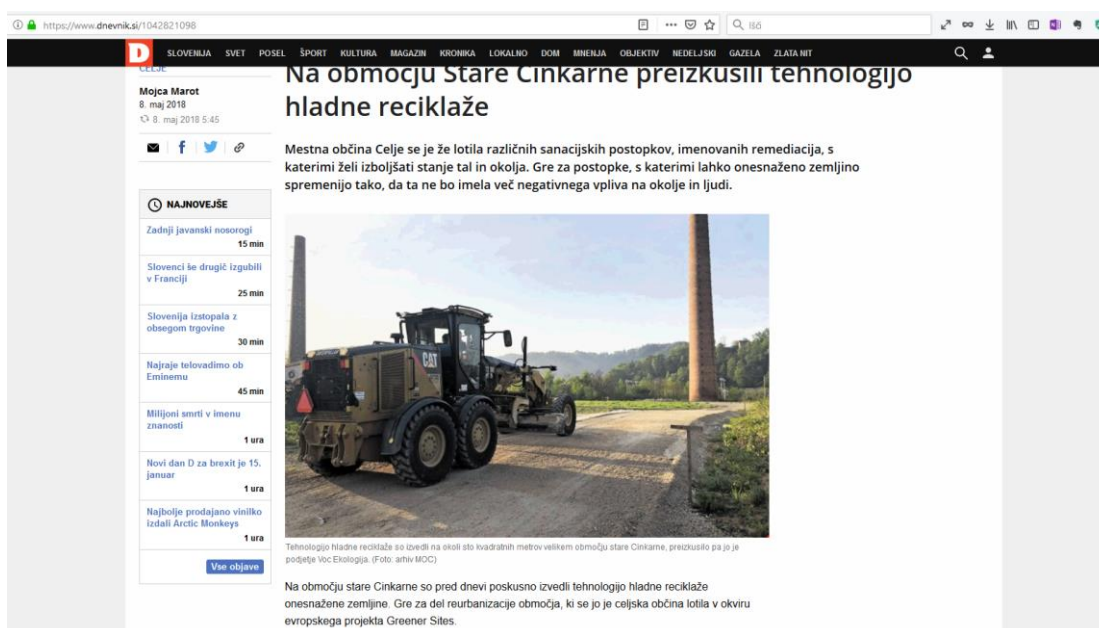 https://www.dnevnik.si/1042821098
Išči
D
SLOVENIJA SVET POSEL ŠPORT KULTURA MAGAZIN KRONIKA LOKALNO DOM MNENJA OBJEKTIV NEDELJSKI GAZELA ZLATA NIT
CELJE
Mojca Marot
8. maj 2018
8. maj 2018 5:45
NAJNOVEJŠE
Zadnji javanski nosorogi
15 min
Slovenci še drugič izgubili
v Franciji
25 min
Slovenija izstopala z
obsegom trgovine
30 min
Najraje telovadimo ob
Eminemu
45 min
Milijoni smrti v imenu
znanosti
1 ura
Novi dan D za brexit je 15.
januar
1 ura
Najbolje prodajano vinilko
izdali Arctic Monkeys
1 ura
Vse objave
Na območju Stare Cinkarne preizkusili tehnologijo
hladne reciklaže
Mestna občina Celje se je že lotila različnih sanacijskih postopkov, imenovanih remediacija, s
katerimi želi izboljšati stanje tal in okolja. Gre za postopke, s katerimi lahko onesnaženo zemljino
spremenijo tako, da ta ne bo imela več negativnega vpliva na okolje in ljudi.
CAT
Tehnologijo hladne reciklaže so izvedli na okoli sto kvadratnih metrov velikem območju stare Cinkarne, preizkusilo pa jo je
podjetje Voc Ekologija. (Foto: arhiv MOC)
Na območju stare Cinkarne so pred dnevi poskusno izvedli tehnologijo hladne reciklaže
onesnažene zemljine. Gre za del reurbanizacije območja, ki se jo je celjska občina lotila v okviru
evropskega projekta Greener Sites.